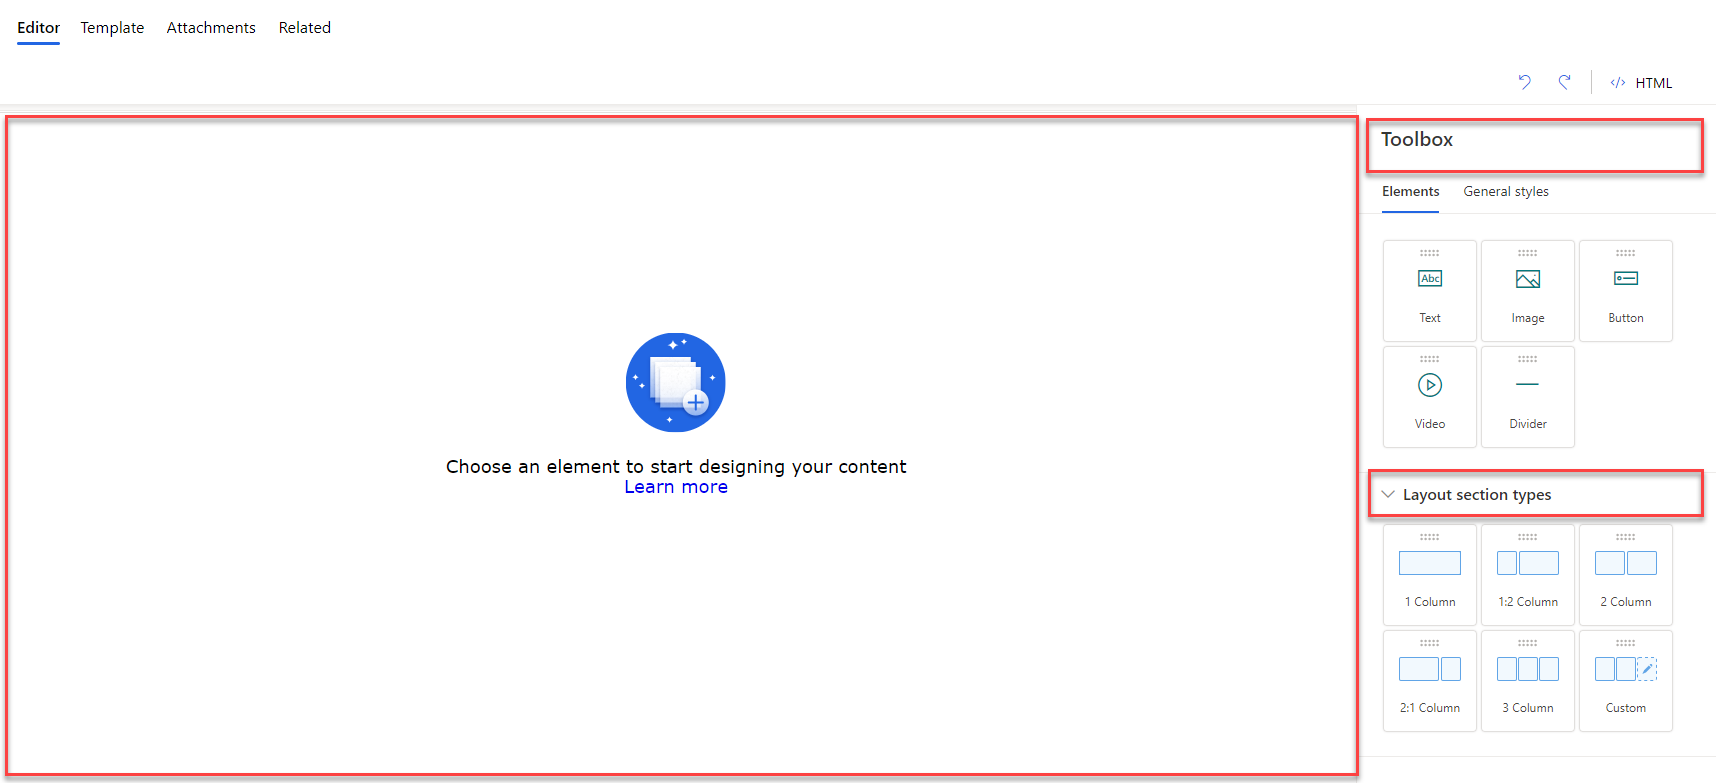 Editor Template Attachments Related
</> HTML
Toolbox
Elements General styles
Abc
Text Image Button
Video Divider
Choose an element to start designing your content
Learn more
Layout section types
1 Column 1:2 Column 2 Column
2:1 Column 3 Column Custom